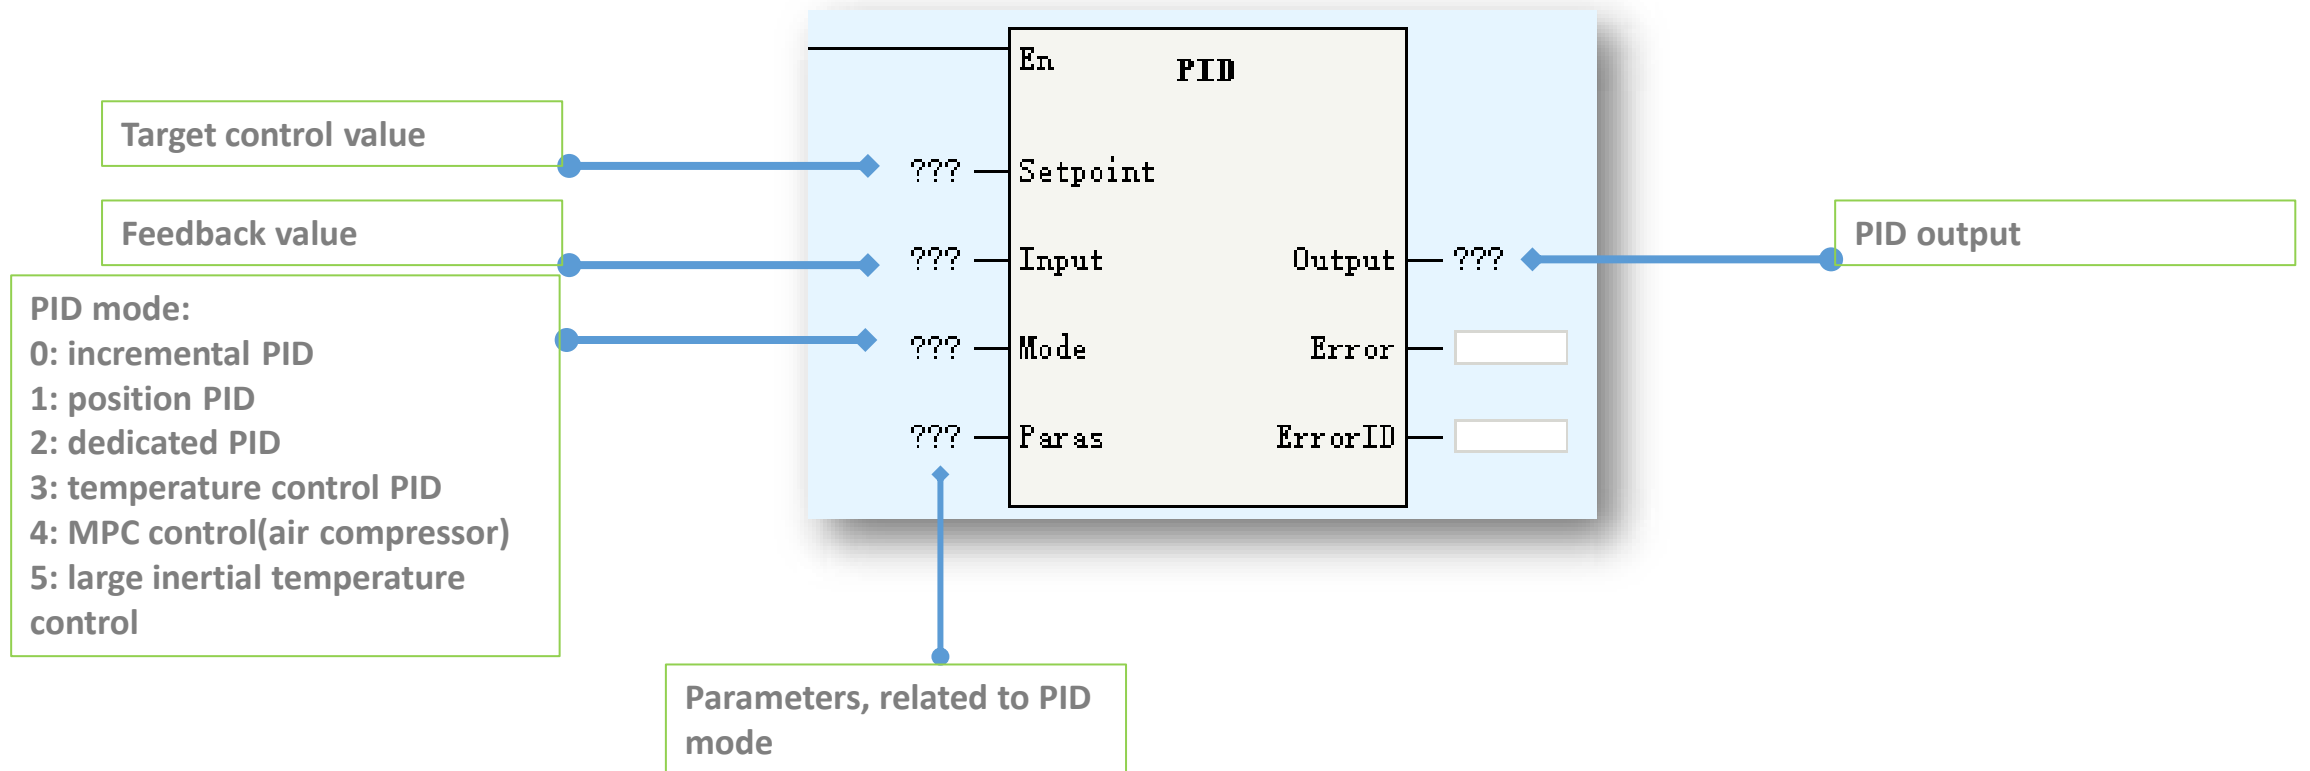 En
PID
Target control value
??? Setpoint
Feedback value
??? Input
Output ???
PID output
PID mode:
0: incremental PID
1: position PID
2: dedicated PID
3: temperature control PID
4: MPC control(air compressor)
5: large inertial temperature
control
??? Mode
Error
??? Paras
ErrorID
Parameters, related to PID
mode